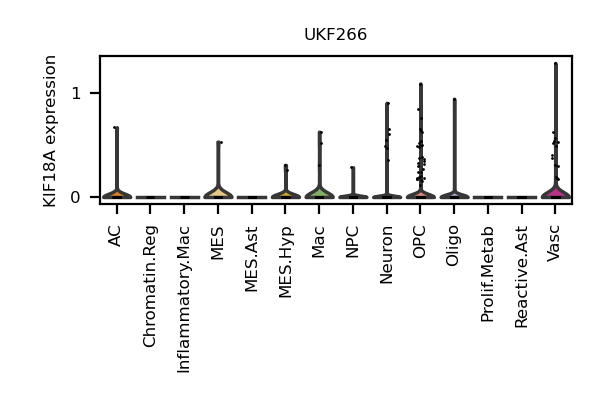 UKF266
KIF18A expression
1
0
AC
Chromatin.Reg
Inflammatory.Mac
MES
MES.Ast
MES.Hyp
Mac
NPC
Neuron
OPC
Oligo
Prolif.Metab
Reactive.Ast
Vasc